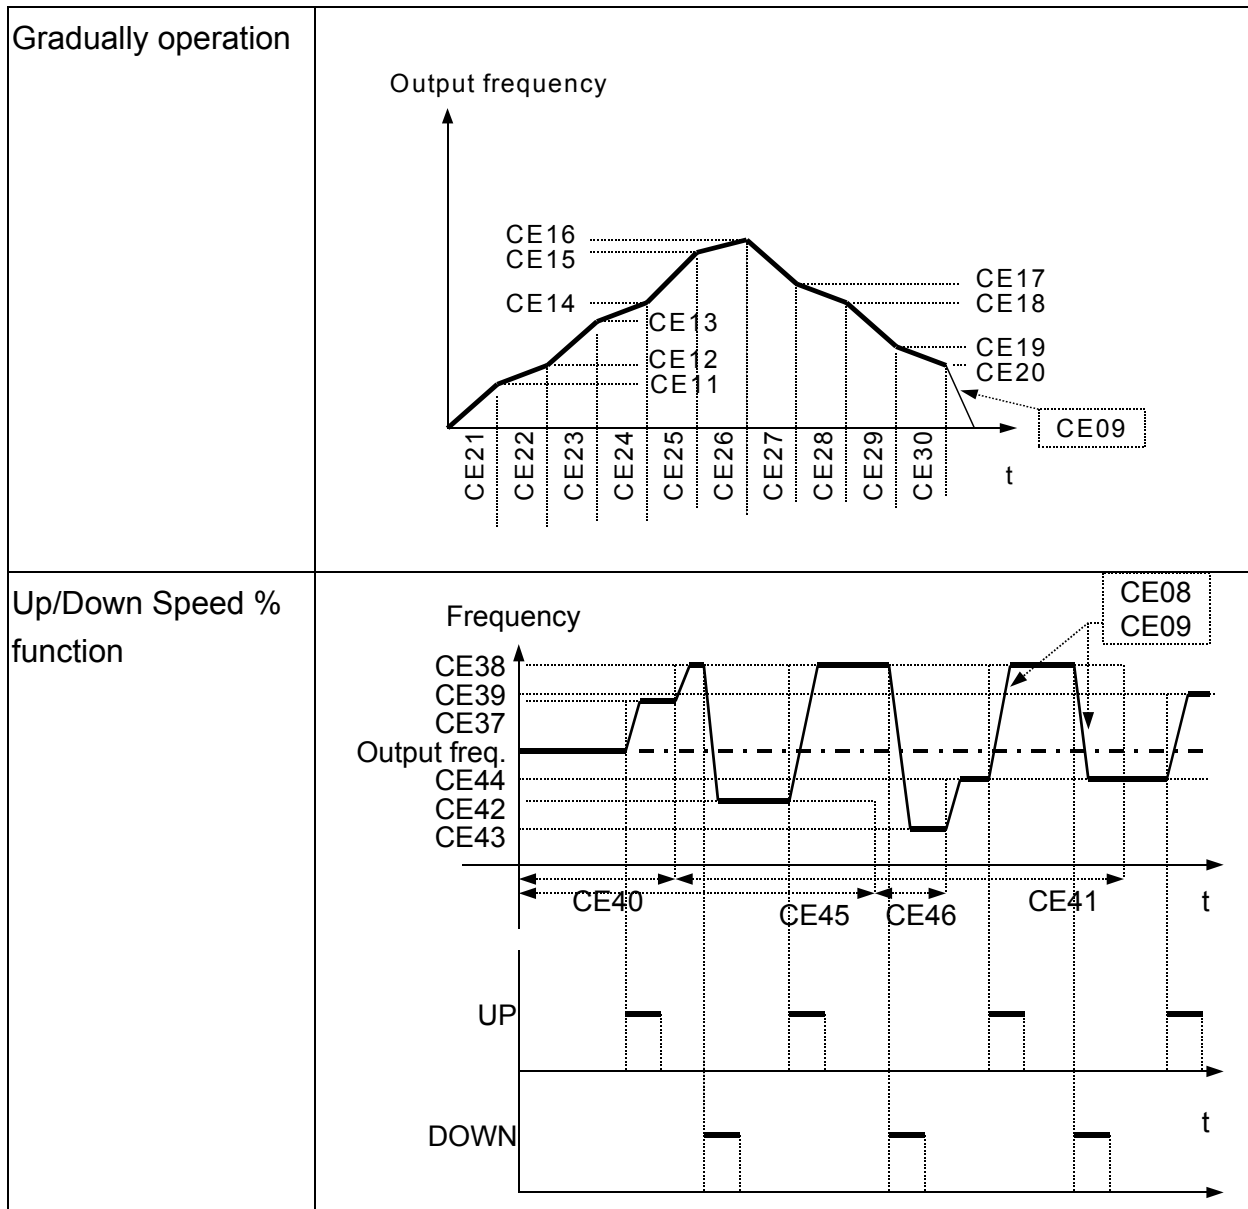 Gradually operation
Output frequency
CE16
CE15
CE14
CE13
CE12
CE11
CE17
CE18
CE19
CE20
CE09
CE21
CE22
CE23
CE24
CE25
CE26
CE27
CE28
CE29
CE30
t
Up/Down Speed %
function
Frequency
CE08
CE09
CE38
CE39
CE37
Output freq.
CE44
CE42
CE43
CE40
CE45
CE46
CE41
t
UP
DOWN
t